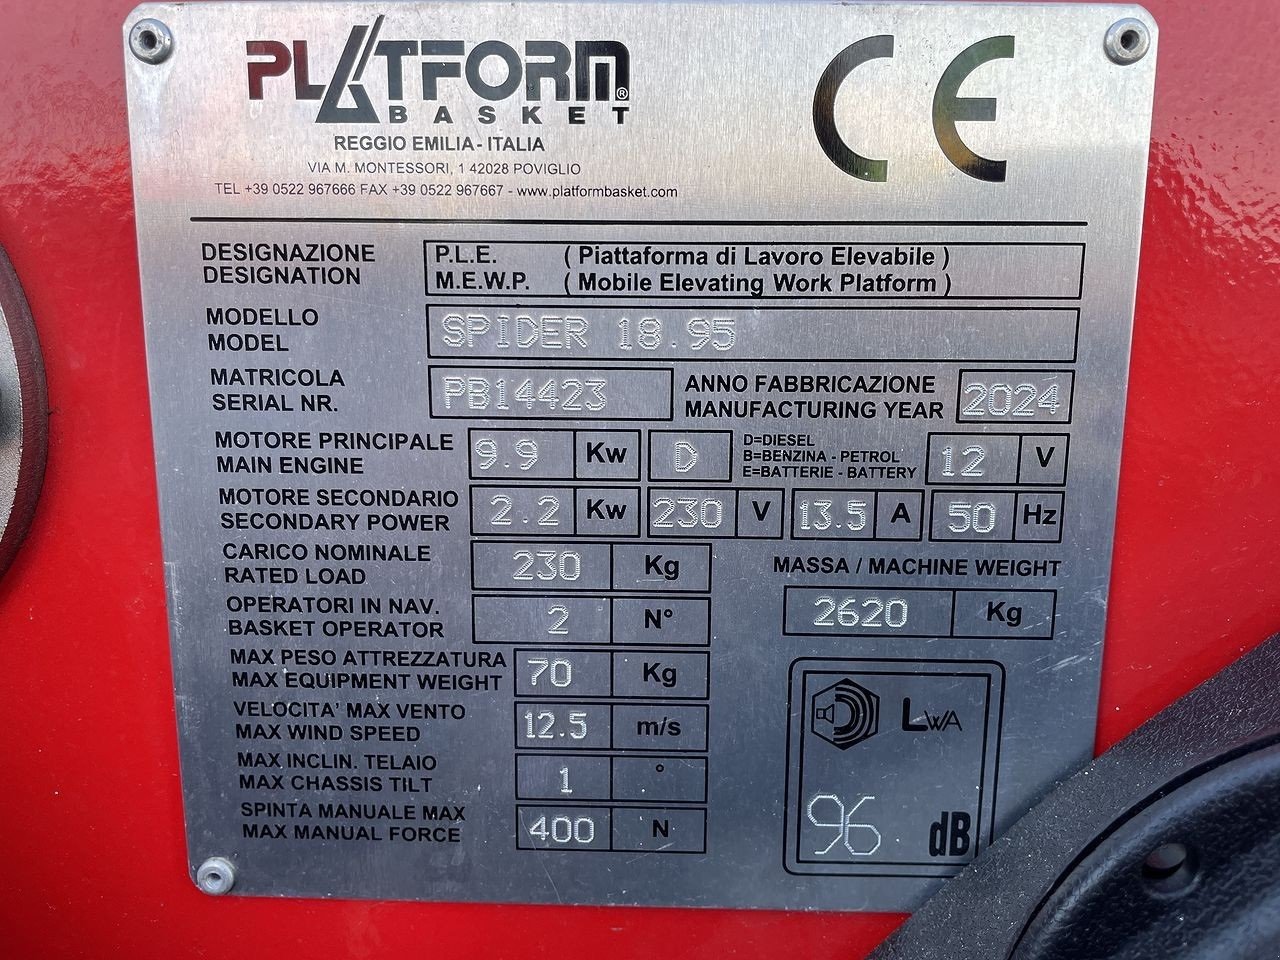 PLATFORM®
BASKET
REGGIO EMILIA - ITALIA
VIA M. MONTESSORI, 1 42028 POVIGLIO
TEL +39 0522 967666 FAX +39 0522 967667 - www.platformbasket.com
CE
DESIGNAZIONE P.L.E. ( Piattaforma di Lavoro Elevabile )
DESIGNATION M.E.W.P. ( Mobile Elevating Work Platform )
MODELLO
MODEL
SPIDER 18.95
MATRICOLA
SERIAL NR.
PB14423
ANNO FABBRICAZIONE
MANUFACTURING YEAR
2024
MOTORE PRINCIPALE
MAIN ENGINE
9.9 Kw D
D=DIESEL
B=BENZINA - PETROL
E=BATTERIE - BATTERY
12 V
MOTORE SECONDARIO
SECONDARY POWER
2.2 Kw 230 V 13.5 A 50 Hz
CARICO NOMINALE
RATED LOAD
230 Kg
MASSA / MACHINE WEIGHT
2620 Kg
OPERATORI IN NAV.
BASKET OPERATOR
2 N°
MAX PESO ATTREZZATURA
MAX EQUIPMENT WEIGHT
70 Kg
VELOCITA' MAX VENTO
MAX WIND SPEED
12.5 m/s
MAX INCLIN. TELAIO
MAX CHASSIS TILT
1 °
SPINTA MANUALE MAX
MAX MANUAL FORCE
400 N
LWA
96 dB